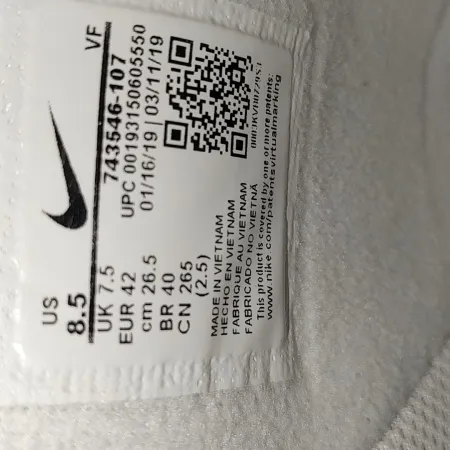 VF
743546-107
UPC 00193150605550
01/16/19 | 03/11/19
US
8.5
UK 7.5
EUR 42
cm 26.5
BR 40
CN 265
(2.5)
MADE IN VIETNAM
HECHO EN VIETNAM
FABRIQUE AU VIETNAM
FABRICADO NO VIETNÃ
This product is covered by one or more patents:
www.nike.com/patentsvirtualmarking